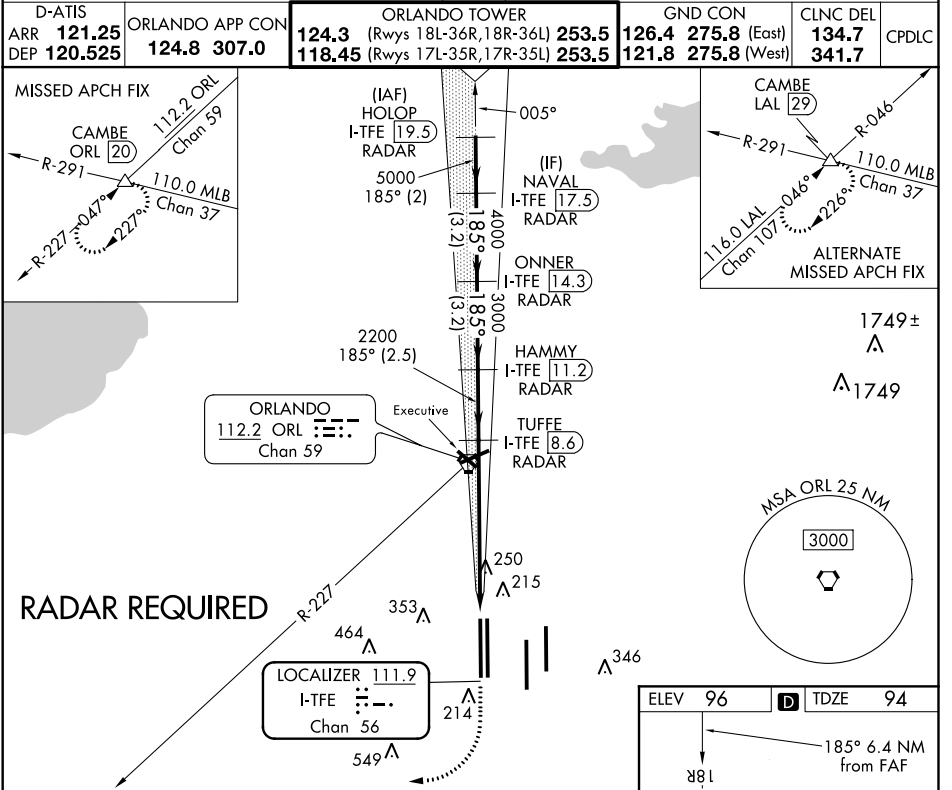 D-ATIS
ARR 121.25
DEP 120.525
ORLANDO APP CON
124.8 307.0
ORLANDO TOWER
124.3 (Rwys 18L-36R,18R-36L) 253.5
118.45 (Rwys 17L-35R,17R-35L) 253.5
GND CON
126.4 275.8 (East)
121.8 275.8 (West)
CLNC DEL
134.7
341.7
CPDLC
MISSED APCH FIX
CAMBE
ORL 20
112.2 ORL
Chan 59
R-291
110.0 MLB
Chan 37
R-227
047°
227°
(IAF)
HOLOP
I-TFE 19.5
RADAR
005°
5000
185° (2)
(IF)
NAVAL
I-TFE 17.5
RADAR
4000
185°
(3.2)
ONNER
I-TFE 14.3
RADAR
3000
185°
(3.2)
2200
185° (2.5)
HAMMY
I-TFE 11.2
RADAR
TUFFE
I-TFE 8.6
RADAR
CAMBE
LAL 29
R-046
R-291
110.0 MLB
Chan 37
046°
226°
116.0 LAL
Chan 107
ALTERNATE
MISSED APCH FIX
1749±
1749
ORLANDO
112.2 ORL
Chan 59
Executive
MSA ORL 25 NM
3000
250
215
RADAR REQUIRED
R-227
353
464
346
LOCALIZER 111.9
I-TFE
Chan 56
214
549
ELEV 96 D TDZE 94
185° 6.4 NM
from FAF
18R